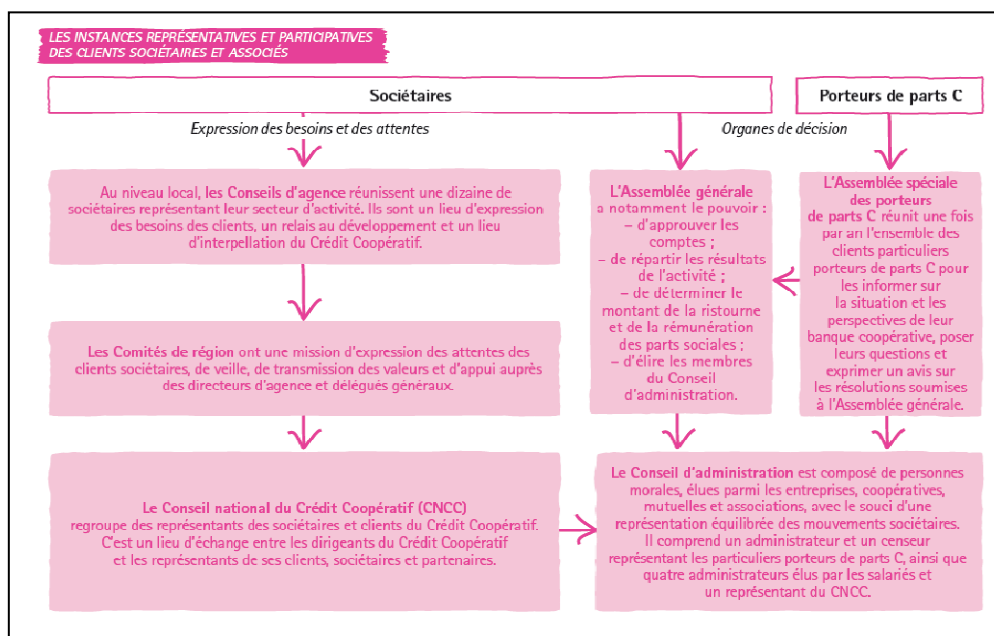 LES INSTANCES REPRÉSENTATIVES ET PARTICIPATIVES
DES CLIENTS SOCIÉTAIRES ET ASSOCIÉS
Sociétaires
Porteurs de parts C
Expression des besoins et des attentes
Organes de décision
Au niveau local, les Conseils d'agence réunissent une dizaine de
sociétaires représentant leur secteur d'activité. Ils sont un lieu d'expression
des besoins des clients, un relais au développement et un lieu
d'interpellation du Crédit Coopératif.
Les Comités de région ont une mission d'expression des attentes des
clients sociétaires, de veille, de transmission des valeurs et d'appui auprès
des directeurs d'agence et délégués généraux.
Le Conseil national du Crédit Coopératif (CNCC)
regroupe des représentants des sociétaires et clients du Crédit Coopératif.
C'est un lieu d'échange entre les dirigeants du Crédit Coopératif
et les représentants de ses clients, sociétaires et partenaires.
L'Assemblée générale
a notamment le pouvoir :
– d'approuver les
comptes ;
– de répartir les résultats
de l'activité ;
– de déterminer le
montant de la ristourne
et de la rémunération
des parts sociales ;
– d'élire les membres
du Conseil
d'administration.
L'Assemblée spéciale
des porteurs
de parts C réunit une fois
par an l'ensemble des
clients particuliers
porteurs de parts C pour
les informer sur
la situation et les
perspectives de leur
banque coopérative, poser
leurs questions et
exprimer un avis sur
les résolutions soumises
à l'Assemblée générale.
Le Conseil d'administration est composé de personnes
morales, élues parmi les entreprises, coopératives,
mutuelles et associations, avec le souci d'une
représentation équilibrée des mouvements sociétaires.
Il comprend un administrateur et un censeur
représentant les particuliers porteurs de parts C, ainsi que
quatre administrateurs élus par les salariés et
un représentant du CNCC.